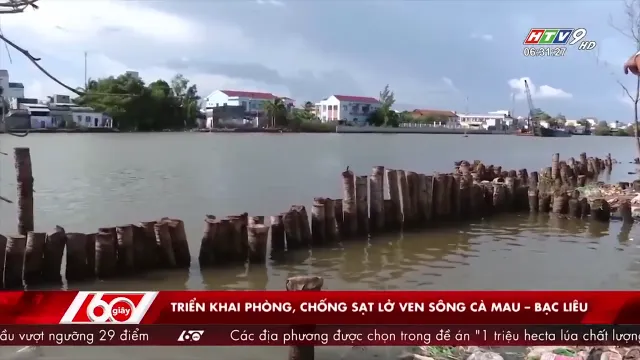 HTV9 HD
06:31:27
60 giây
TRIỂN KHAI PHÒNG, CHỐNG SẠT LỞ VEN SÔNG CÀ MAU – BẠC LIÊU
ầu vượt ngưỡng 29 điểm 60 Các địa phương được chọn trong đề án "1 triệu hecta lúa chất lượng